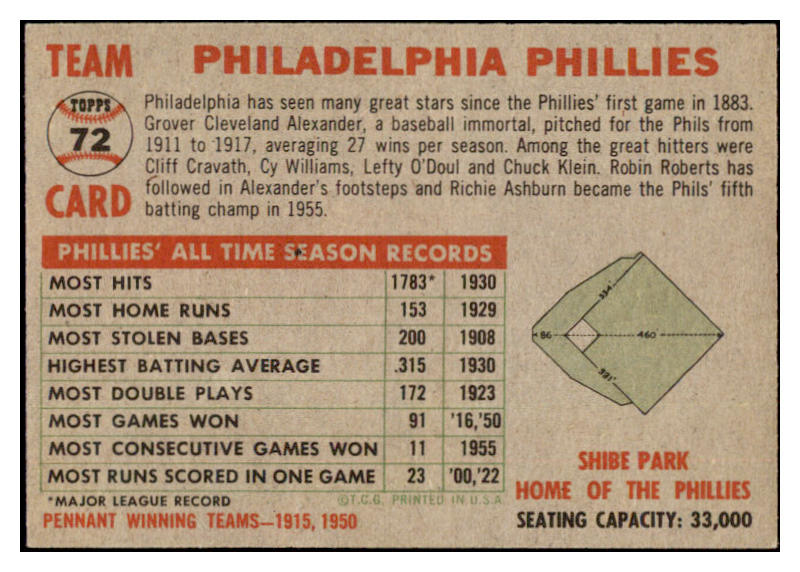 TEAM
PHILADELPHIA PHILLIES
TOPPS
72
CARD
Philadelphia has seen many great stars since the Phillies' first game in 1883.
Grover Cleveland Alexander, a baseball immortal, pitched for the Phils from
1911 to 1917, averaging 27 wins per season. Among the great hitters were
Cliff Cravath, Cy Williams, Lefty O'Doul and Chuck Klein. Robin Roberts has
followed in Alexander's footsteps and Richie Ashburn became the Phils' fifth
batting champ in 1955.
PHILLIES' ALL TIME SEASON RECORDS
MOST HITS 1783* 1930
MOST HOME RUNS 153 1929
MOST STOLEN BASES 200 1908
HIGHEST BATTING AVERAGE .315 1930
MOST DOUBLE PLAYS 172 1923
MOST GAMES WON 91 '16,'50
MOST CONSECUTIVE GAMES WON 11 1955
MOST RUNS SCORED IN ONE GAME 23 '00,'22
*MAJOR LEAGUE RECORD ©T.C.G. PRINTED IN U.S.A.
PENNANT WINNING TEAMS—1915, 1950
334'
86
460
331'
SHIBE PARK
HOME OF THE PHILLIES
SEATING CAPACITY: 33,000